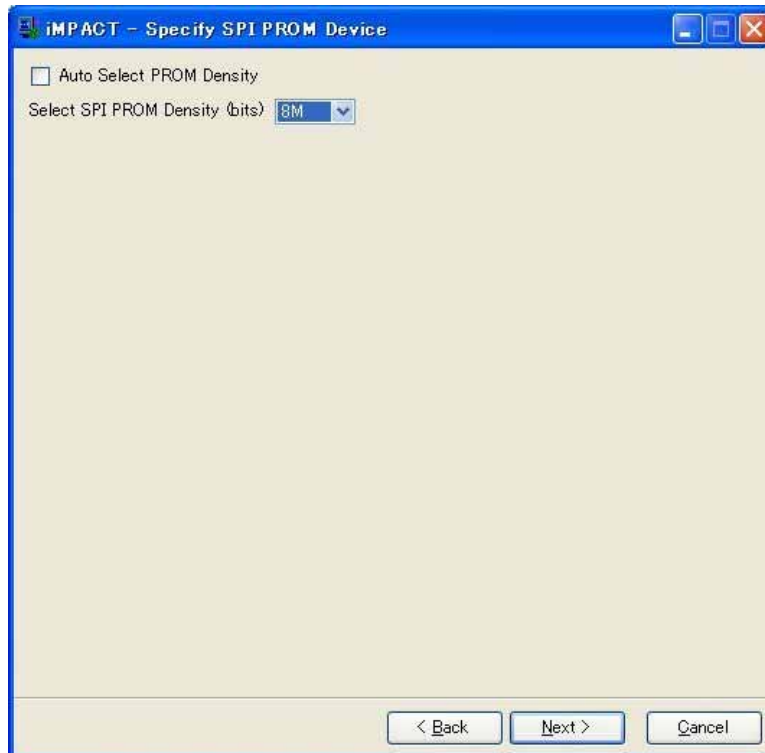 iMPACT - Specify SPI PROM Device
Auto Select PROM Density
Select SPI PROM Density (bits) 8M
< Back Next > Cancel